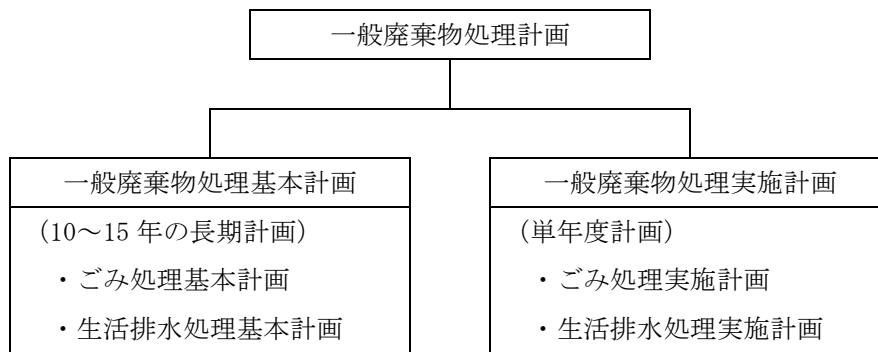 一般廃棄物処理計画
一般廃棄物処理基本計画
(10～15 年の長期計画)
・ごみ処理基本計画
・生活排水処理基本計画
一般廃棄物処理実施計画
(単年度計画)
・ごみ処理実施計画
・生活排水処理実施計画